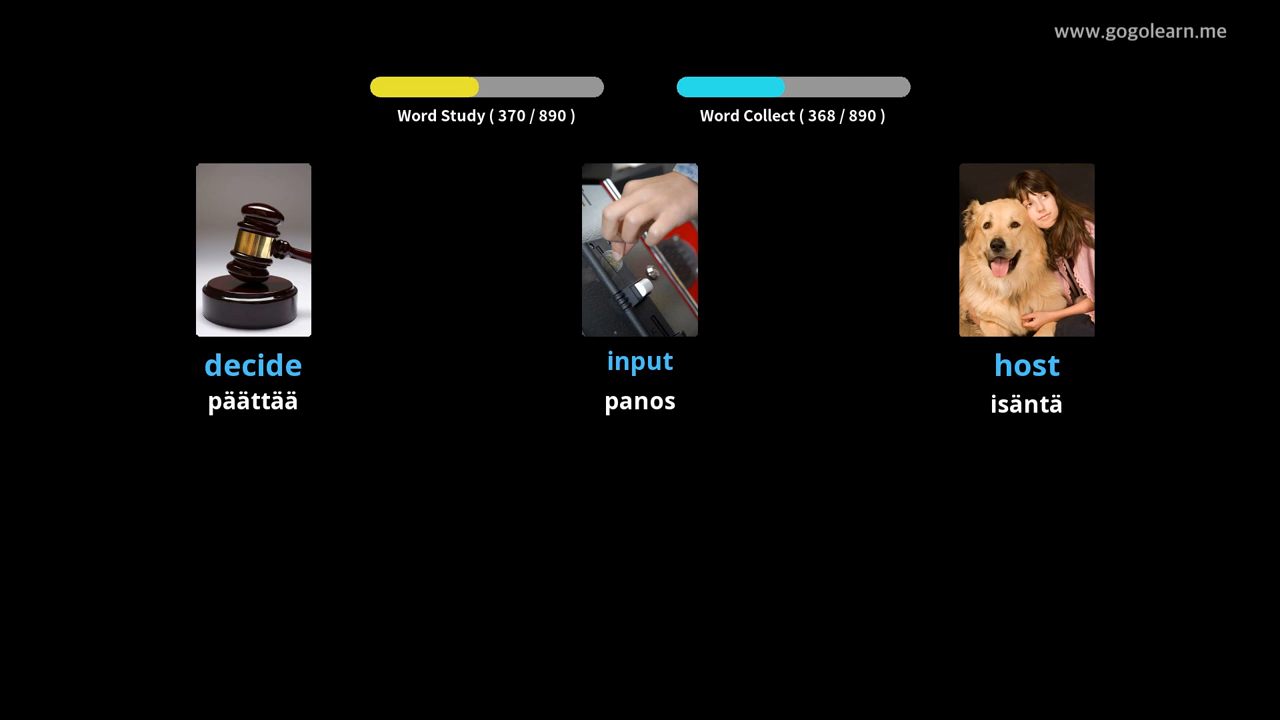 www.gogolearn.me
Word Study ( 370 / 890 )
Word Collect ( 368 / 890 )
decide
päättää
input
panos
host
isäntä